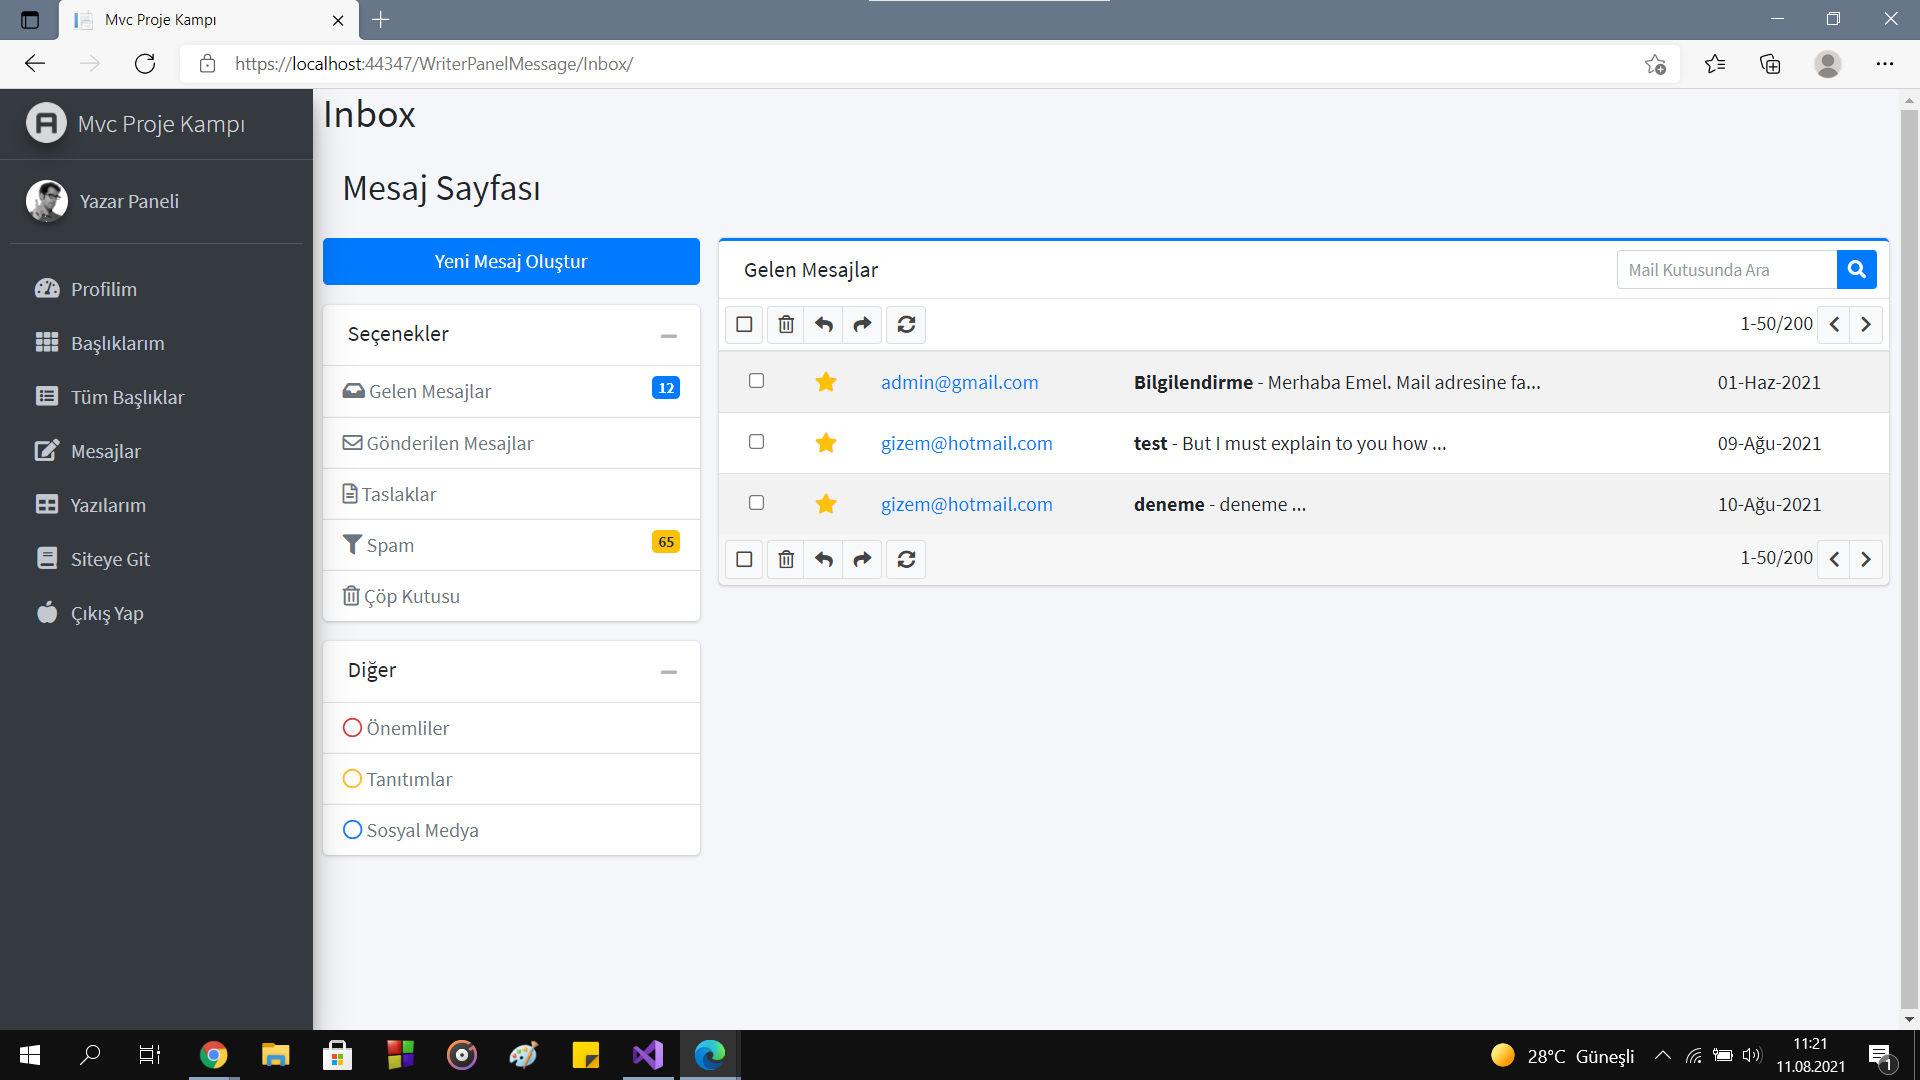 Mvc Proje Kampı
https://localhost:44347/WriterPanelMessage/Inbox/
Mvc Proje Kampı
Yazar Paneli
Profilim
Başlıklarım
Tüm Başlıklar
Mesajlar
Yazılarım
Siteye Git
Çıkış Yap
Inbox
Mesaj Sayfası
Yeni Mesaj Oluştur
Seçenekler
Gelen Mesajlar 12
Gönderilen Mesajlar
Taslaklar
Spam 65
Çöp Kutusu
Diğer
Önemliler
Tanıtımlar
Sosyal Medya
Gelen Mesajlar
Mail Kutusunda Ara
1-50/200
admin@gmail.com Bilgilendirme - Merhaba Emel. Mail adresine fa... 01-Haz-2021
gizem@hotmail.com test - But I must explain to you how ... 09-Ağu-2021
gizem@hotmail.com deneme - deneme ... 10-Ağu-2021
1-50/200
28°C Güneşli
11:21
11.08.2021
1